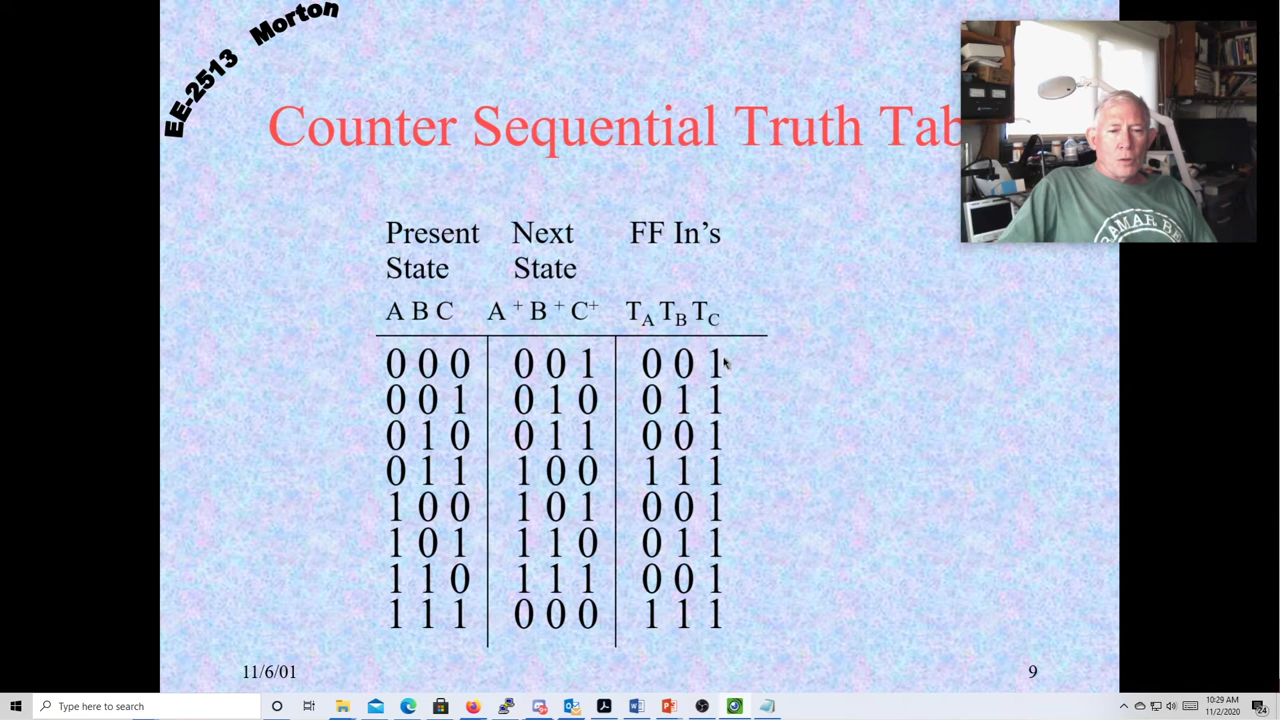 EE-2513 Morton
Counter Sequential Truth Tab
Present Next FF In's
State State
A B C A + B + C+ TA TB TC
0 0 0 0 0 1 0 0 1
0 0 1 0 1 0 0 1 1
0 1 0 0 1 1 0 0 1
0 1 1 1 0 0 1 1 1
1 0 0 1 0 1 0 0 1
1 0 1 1 1 0 0 1 1
1 1 0 1 1 1 0 0 1
1 1 1 0 0 0 1 1 1
11/6/01 9
Type here to search
10:29 AM
11/2/2020
24